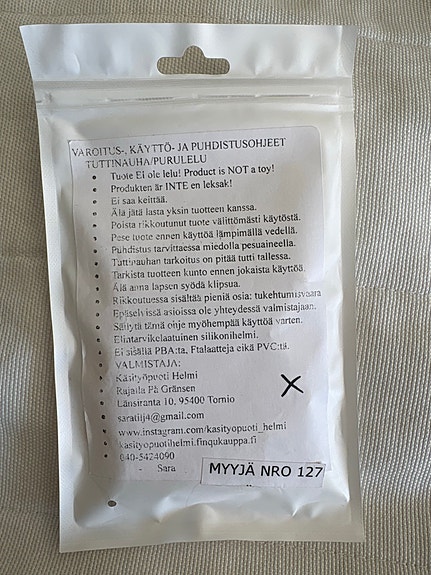 VAROITUS-, KÄYTTÖ- JA PUHDISTUSOHJEET
TUTTINAUHA/PURULELU
Tuote Ei ole lelu! Product is NOT a toy!
Produkten är INTE en leksak!
Ei saa keittää.
Älä jätä lasta yksin tuotteen kanssa.
Poista rikkoutunut tuote välittömästi käytöstä.
Pese tuote ennen käyttöä lämpimällä vedellä.
Puhdistus tarvittaessa miedolla pesuaineella.
Tuttinauhan tarkoitus on pitää tutti tallessa.
Tarkista tuotteen kunto ennen jokaista käyttöä.
Älä anna lapsen syödä klipsua.
Rikkoutuessa sisältää pieniä osia: tukehtumisvaara
Epäselvissä asioissa ole yhteydessä valmistajaan.
Säilytä tämä ohje myöhempää käyttöä varten.
Elintarvikelaatuinen silikonihelmi.
Ei sisällä PBA:ta, Ftalaatteja eikä PVC:tä.
VALMISTAJA:
Käsityöpuoti Helmi
Rajalla På Gränsen
Länsiranta 10, 95400 Tornio
saratilj4@gmail.com
www.instagram.com/kasityopuoti_helmi
kasityopuotihelmi.finqukauppa.fi
040-5424090
- Sara
X
MYYJÄ NRO 127